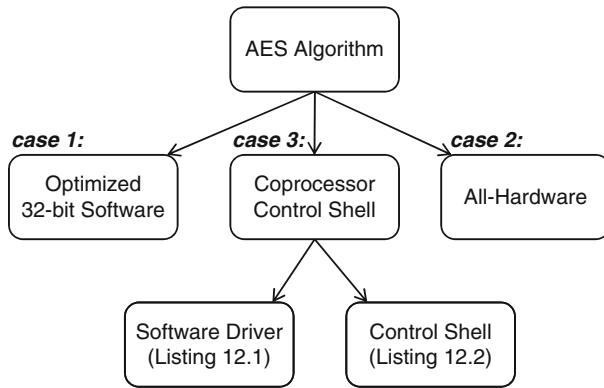 AES Algorithm
case 1:
case 3:
case 2:
Optimized
32-bit Software
Coprocessor
Control Shell
All-Hardware
Software Driver
(Listing 12.1)
Control Shell
(Listing 12.2)